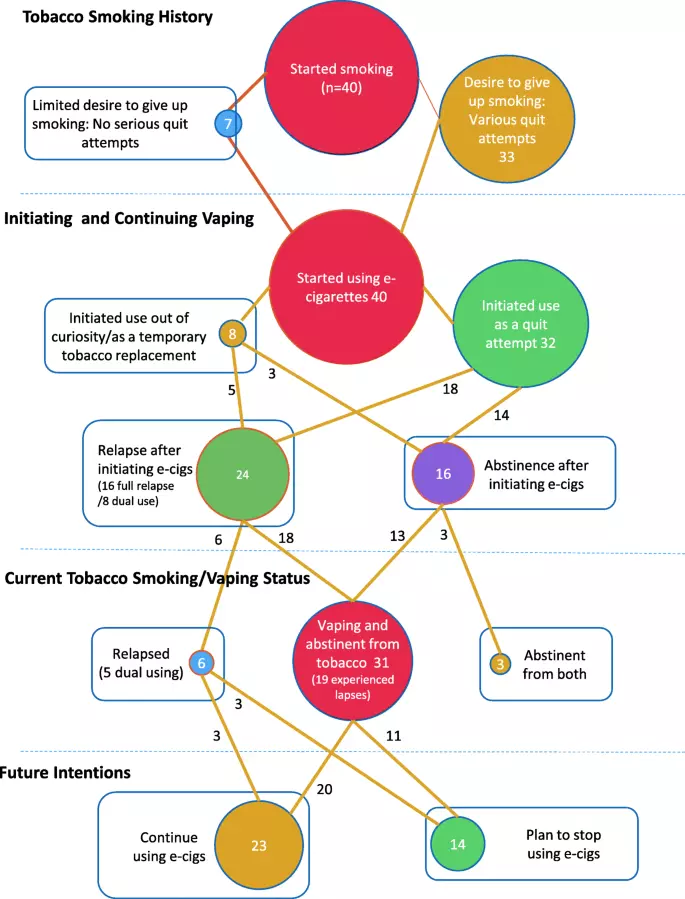 Tobacco Smoking History
Started smoking
(n=40)
Limited desire to give up
smoking: No serious quit
attempts
7
Desire to give
up smoking:
Various quit
attempts
33
Initiating and Continuing Vaping
Started using e-
cigarettes 40
Initiated use out of
curiosity/as a temporary
tobacco replacement
8
Initiated use
as a quit
attempt 32
3
5
18
14
Relapse after
initiating e-cigs
(16 full relapse
/8 dual use)
24
16
Abstinence after
initiating e-cigs
6
18
13
3
Current Tobacco Smoking/Vaping Status
Relapsed
(5 dual using)
6
Vaping and
abstinent from
tobacco 31
(19 experienced
lapses)
3
Abstinent
from both
3
3
11
Future Intentions
20
Continue
using e-cigs
23
14
Plan to stop
using e-cigs